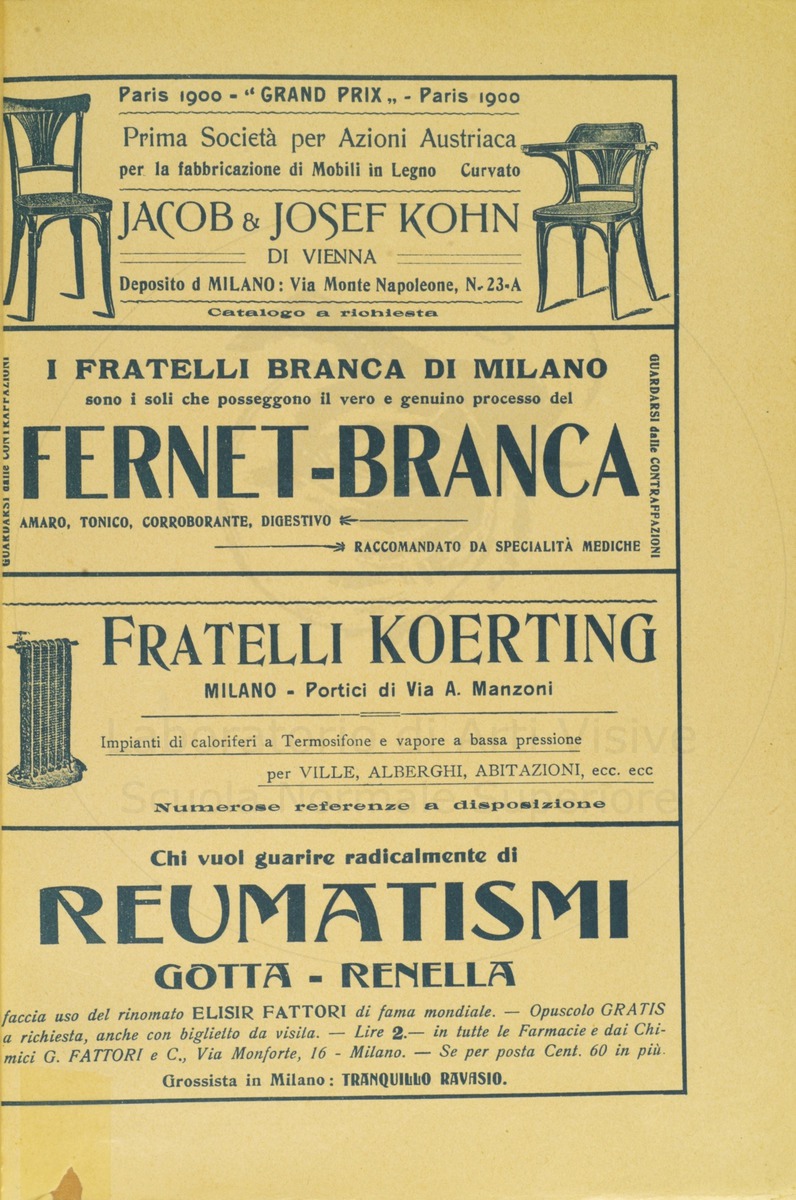 Paris 1900 - “ GRAND PRIX „ - Paris 1900
Prima Società per Azioni Austriaca
per la fabbricazione di Mobili in Legno Curvato
JACOB & JOSEF KOHN
DI VIENNA
Deposito d MILANO: Via Monte Napoleone, N. 23-A
Catalogo a richiesta
GUARDARSI dalle CONTRAFFAZIONI
I FRATELLI BRANCA DI MILANO
sono i soli che posseggono il vero e genuino processo del
FERNET-BRANCA
AMARO, TONICO, CORROBORANTE, DIGESTIVO
RACCOMANDATO DA SPECIALITÀ MEDICHE
GUARDARSI dalle CONTRAFFAZIONI
FRATELLI KOERTING
MILANO - Portici di Via A. Manzoni
Impianti di caloriferi a Termosifone e vapore a bassa pressione
per VILLE, ALBERGHI, ABITAZIONI, ecc. ecc
Numerose referenze a disposizione
Chi vuol guarire radicalmente di
REUMATISMI
GOTTA - RENELLA
faccia uso del rinomato ELISIR FATTORI di fama mondiale. — Opuscolo GRATIS
a richiesta, anche con biglietto da visita. — Lire 2.— in tutte le Farmacie e dai Chi-
mici G. FATTORI e C., Via Monforte, 16 - Milano. — Se per posta Cent. 60 in più.
Grossista in Milano: TRANQUILLO RAVASIO.